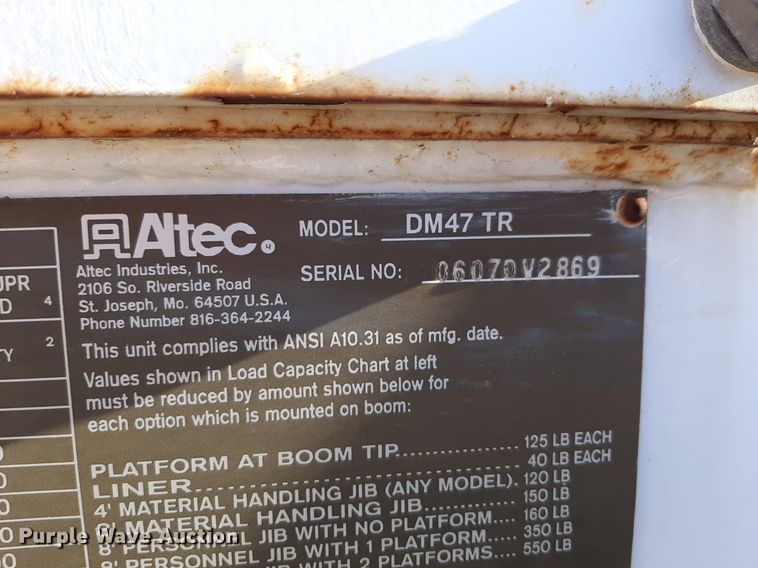 Altec®
MODEL: DM47 TR
SERIAL NO: 06070V2869
Altec Industries, Inc.
2106 So. Riverside Road
St. Joseph, Mo. 64507 U.S.A.
Phone Number 816-364-2244
This unit complies with ANSI A10.31 as of mfg. date.
Values shown in Load Capacity Chart at left
must be reduced by amount shown below for
each option which is mounted on boom:
PLATFORM AT BOOM TIP 125 LB EACH
LINER 40 LB EACH
4' MATERIAL HANDLING JIB (ANY MODEL). 120 LB
MATERIAL HANDLING JIB 150 LB
8' PERSONNEL JIB WITH NO PLATFORM 160 LB
8' PERSONNEL JIB WITH 1 PLATFORM 350 LB
JIB WITH 2 PLATFORMS 550 LB
4
2
Purple Wave Auction